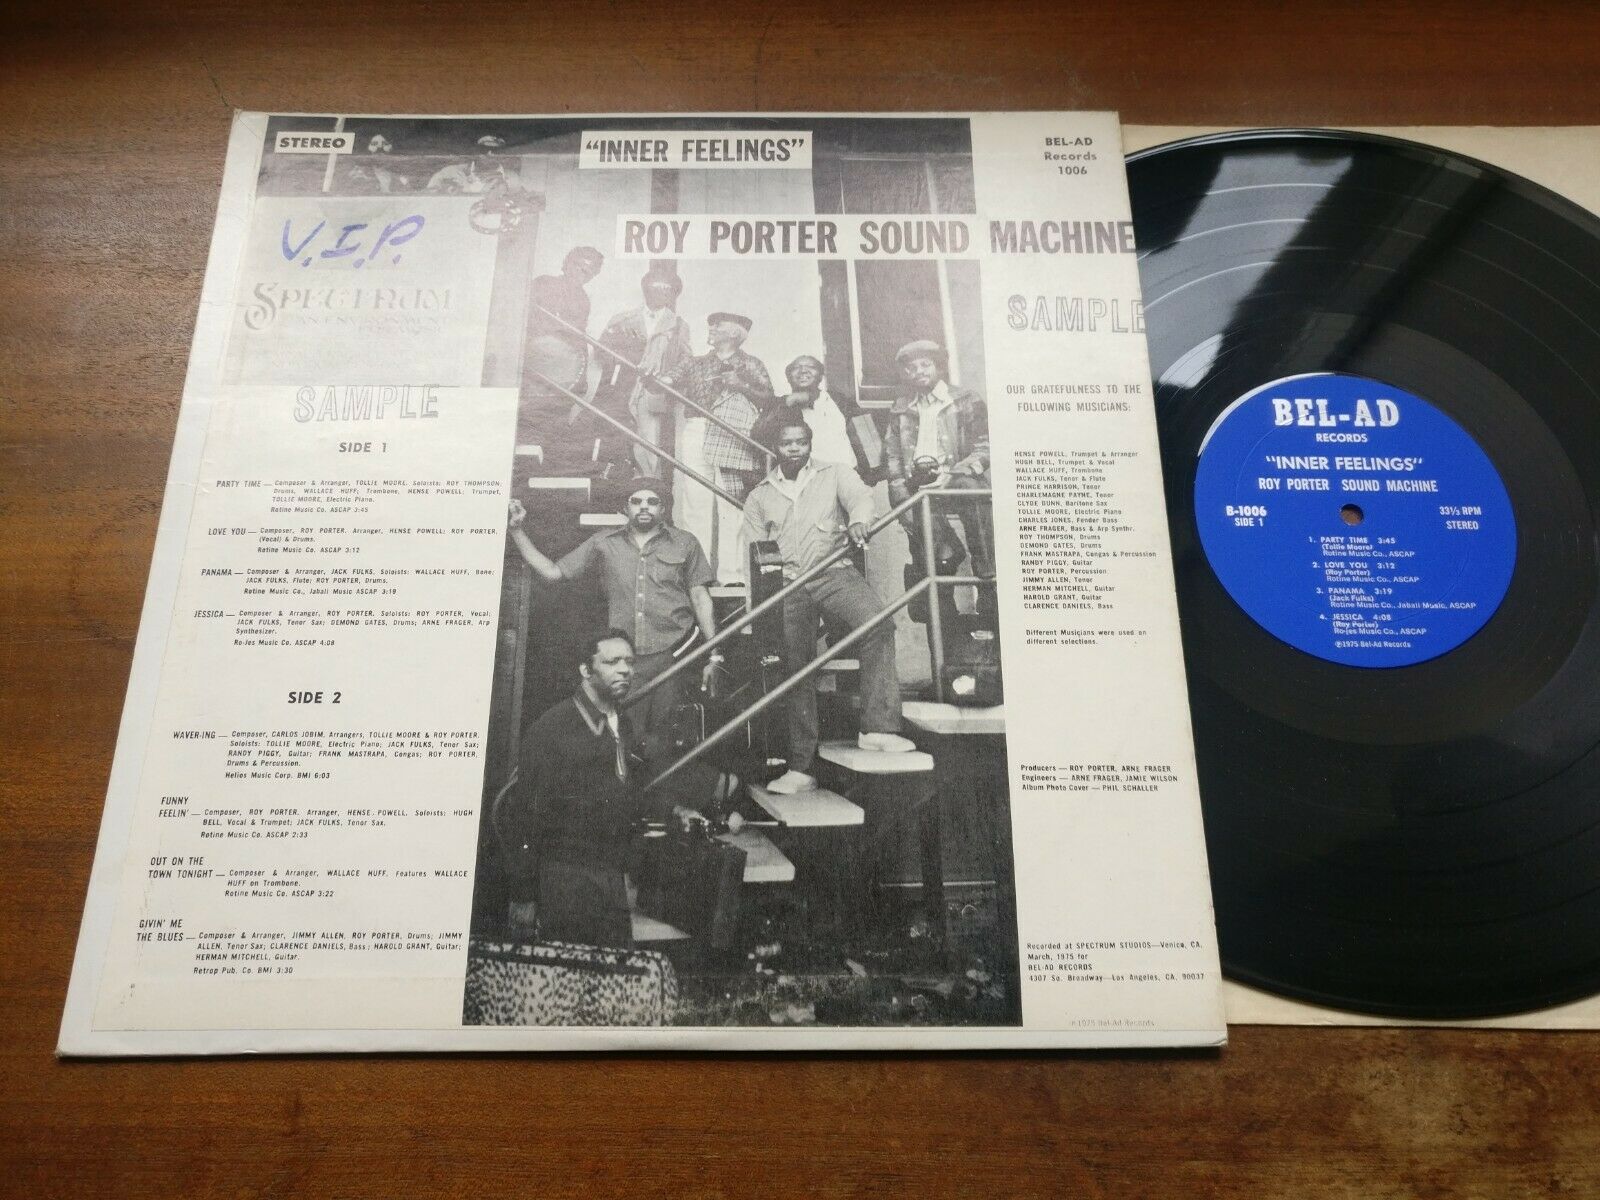 STEREO
"INNER FEELINGS"
BEL-AD
Records
1006
ROY PORTER SOUND MACHINE
V.I.P.
SPECTRUM
SAMPLE
SIDE 1
PARTY TIME — Composer & Arranger, TOLLIE MOORE. Soloists: ROY THOMPSON;
Drums, WALLACE HUFF; Trombone, HENSE POWELL; Trumpet,
TOLLIE MOORE, Electric Piano.
Rotine Music Co. ASCAP 3:45
LOVE YOU — Composer, ROY PORTER. Arranger, HENSE POWELL; ROY PORTER,
(Vocal) & Drums.
Rotine Music Co. ASCAP 3:12
PANAMA — Composer & Arranger, JACK FULKS, Soloists: WALLACE HUFF, Bone;
JACK FULKS, Flute; ROY PORTER, Drums.
Rotine Music Co., Jabali Music ASCAP 3:19
JESSICA — Composer & Arranger, ROY PORTER. Soloists: ROY PORTER, Vocal;
JACK FULKS, Tenor Sax; DEMOND GATES, Drums; ARNE FRAGER, Arp
Synthesizer.
Ro-Jes Music Co. ASCAP 4:08
SIDE 2
WAVER-ING — Composer, CARLOS JOBIM, Arrangers, TOLLIE MOORE & ROY PORTER.
Soloists: TOLLIE MOORE, Electric Piano; JACK FULKS, Tenor Sax;
RANDY PIGGY, Guitar; FRANK MASTRAPA, Congas; ROY PORTER,
Drums & Percussion.
Helios Music Corp. BMI 6:03
FUNNY
FEELIN' — Composer, ROY PORTER. Arranger, HENSE POWELL, Soloists: HUGH
BELL, Vocal & Trumpet; JACK FULKS, Tenor Sax.
Rotine Music Co. ASCAP 2:33
OUT ON THE
TOWN TONIGHT — Composer & Arranger, WALLACE HUFF. Features WALLACE
HUFF on Trombone.
Rotine Music Co. ASCAP 3:22
GIVIN' ME
THE BLUES — Composer & Arranger, JIMMY ALLEN, ROY PORTER, Drums; JIMMY
ALLEN, Tenor Sax; CLARENCE DANIELS, Bass; HAROLD GRANT, Guitar;
HERMAN MITCHELL, Guitar.
Retrop Pub. Co. BMI 3:30
SAMPLE
OUR GRATEFULNESS TO THE
FOLLOWING MUSICIANS:
HENSE POWELL, Trumpet & Arranger
HUGH BELL, Trumpet & Vocal
WALLACE HUFF, Trombone
JACK FULKS, Tenor & Flute
PRINCE HARRISON, Tenor
CHARLEMAGNE PAYNE, Tenor
CLYDE DUNN, Baritone Sax
TOLLIE MOORE, Electric Piano
CHARLES JONES, Fender Bass
ARNE FRAGER, Bass & Arp Synthr.
ROY THOMPSON, Drums
DEMOND GATES, Drums
FRANK MASTRAPA, Congas & Percussion
RANDY PIGGY, Guitar
ROY PORTER, Percussion
JIMMY ALLEN, Tenor
HERMAN MITCHELL, Guitar
HAROLD GRANT, Guitar
CLARENCE DANIELS, Bass
Different Musicians were used on
different selections.
Producers — ROY PORTER, ARNE FRAGER
Engineers — ARNE FRAGER, JAMIE WILSON
Album Photo Cover — PHIL SCHALLER
Recorded at SPECTRUM STUDIOS—Venice, CA.
March, 1975 for
BEL-AD RECORDS
4307 So. Broadway—Los Angeles, CA. 90037
℗1975 Bel-Ad Records
BEL-AD
RECORDS
"INNER FEELINGS"
ROY PORTER SOUND MACHINE
B-1006
SIDE 1
33⅓ RPM
STEREO
1. PARTY TIME 3:45
(Tollie Moore)
Rotine Music Co., ASCAP
2. LOVE YOU 3:12
(Roy Porter)
Rotine Music Co., ASCAP
3. PANAMA 3:19
(Jack Fulks)
Rotine Music Co., Jabali Music, ASCAP
4. JESSICA 4:08
(Roy Porter)
Ro-jes Music Co., ASCAP
℗1975 Bel-Ad Records